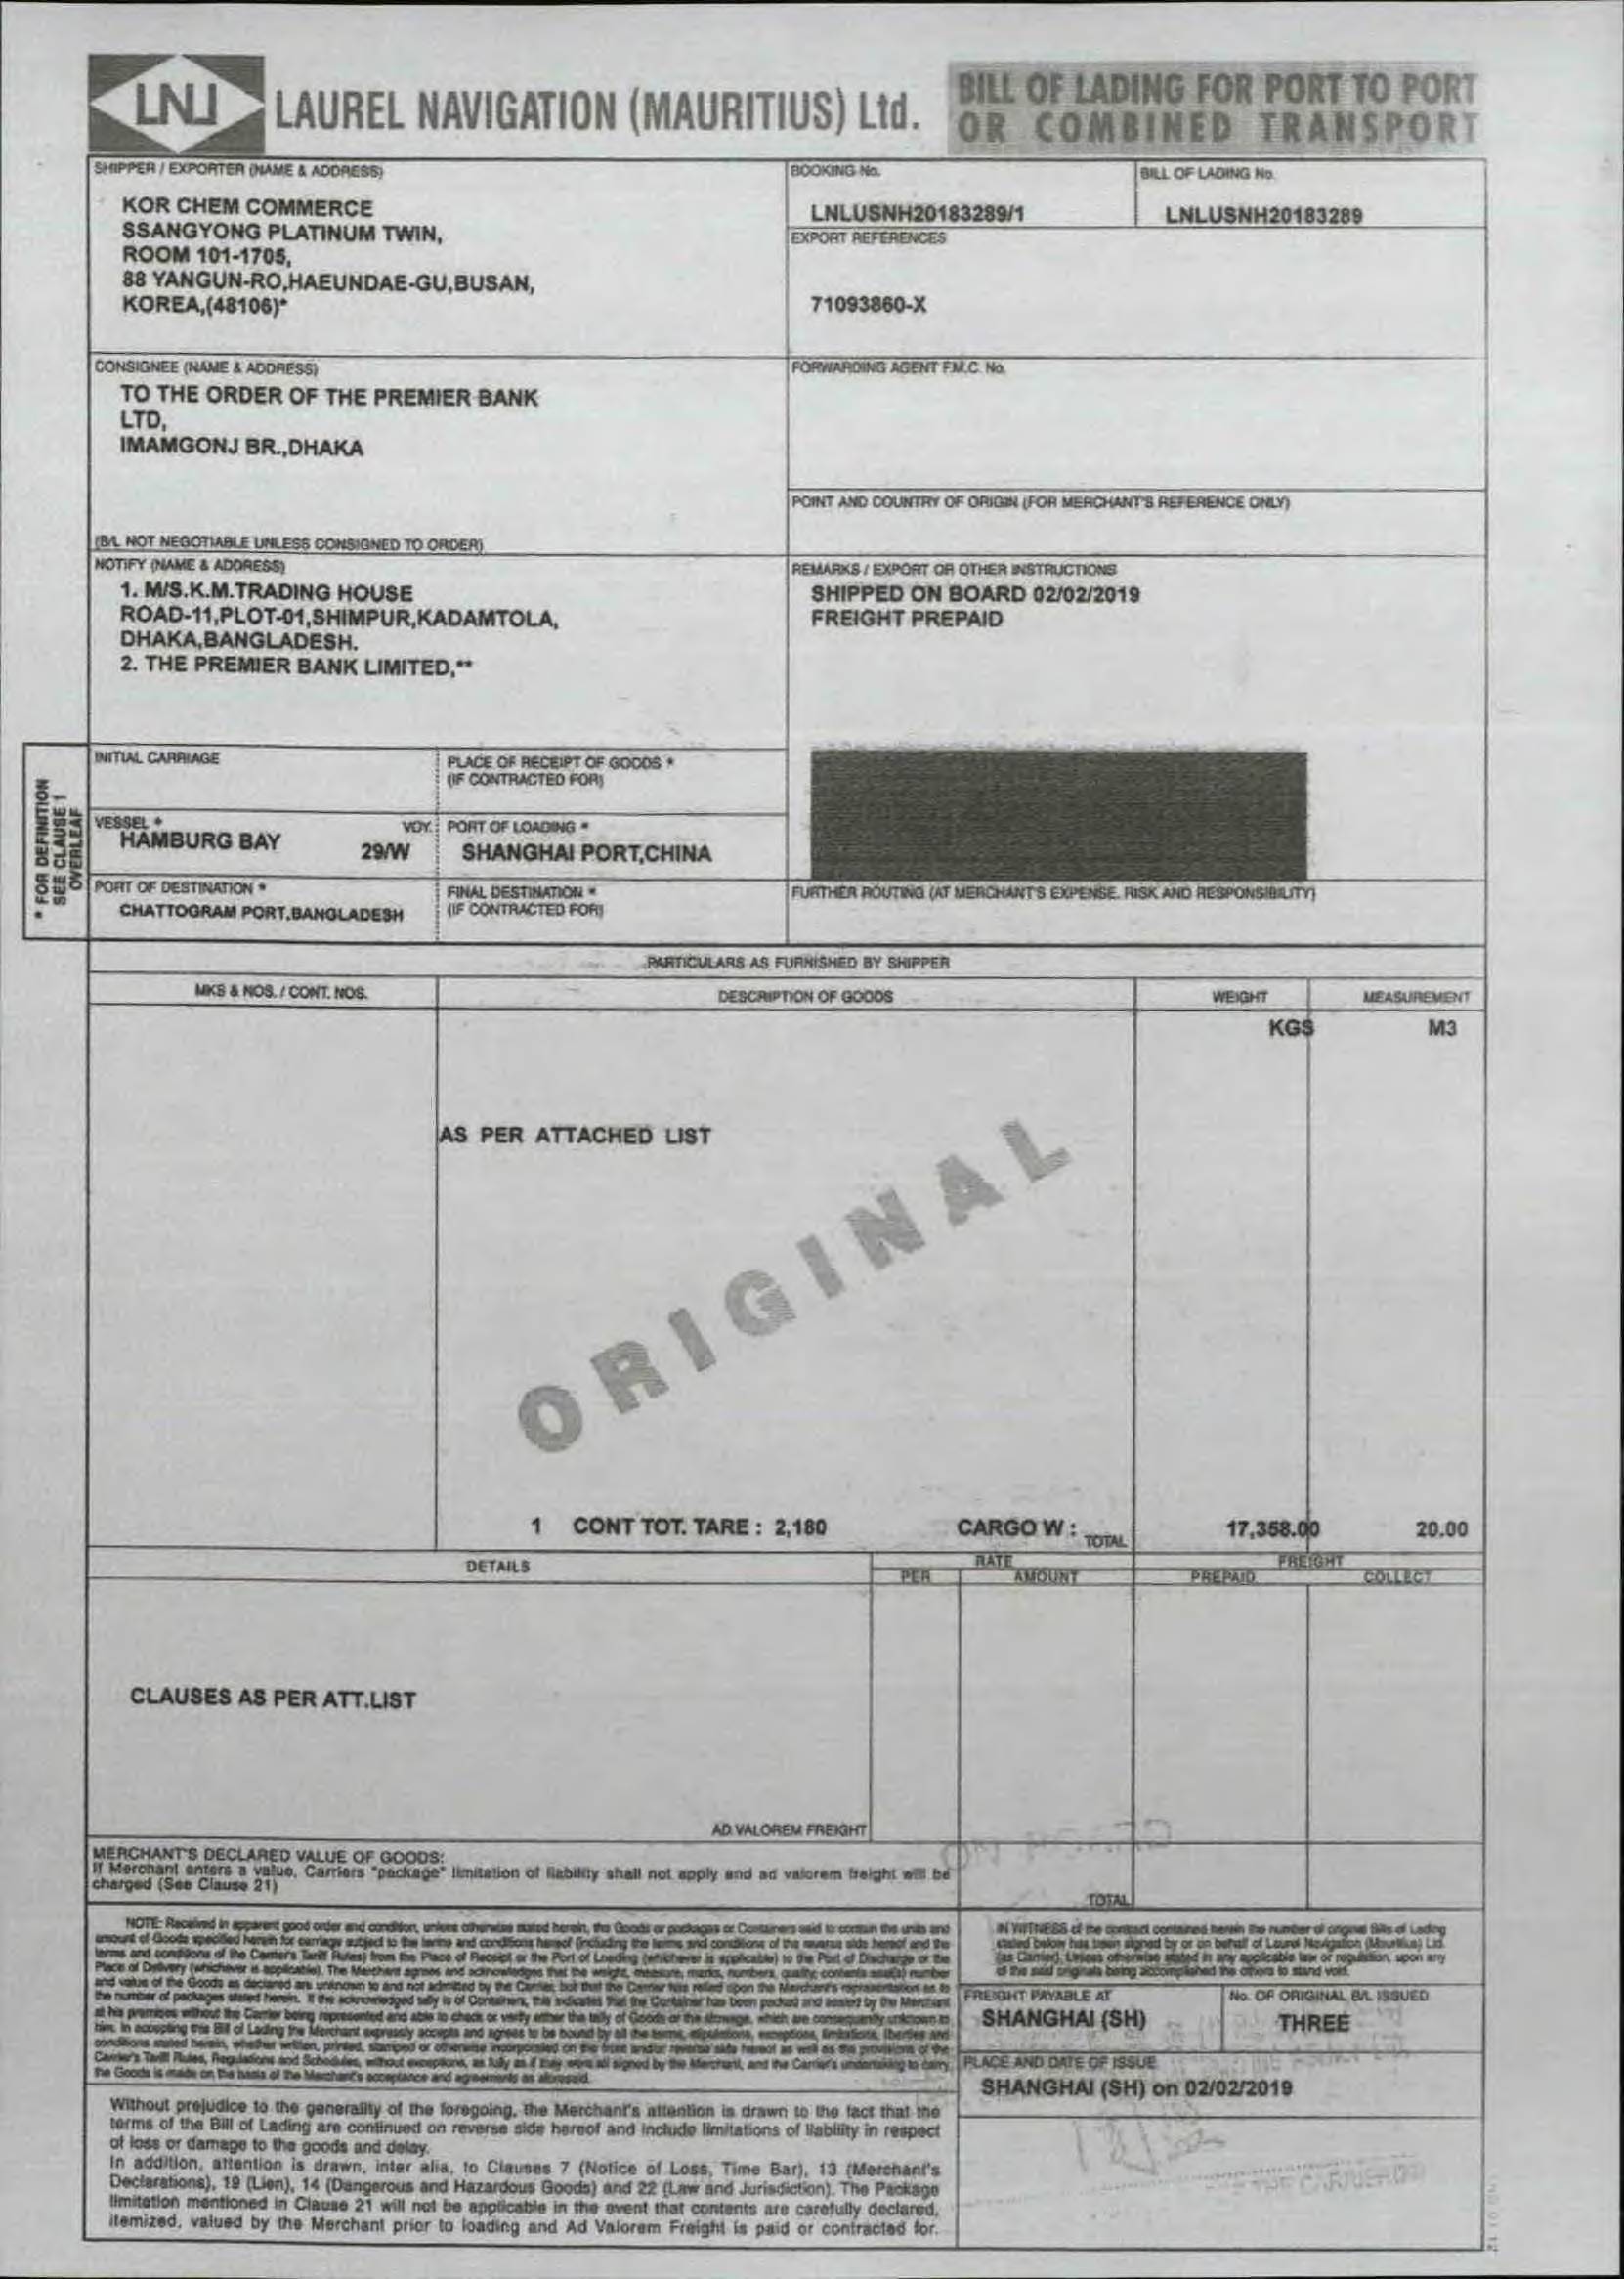 LNL LAUREL NAVIGATION (MAURITIUS) Ltd.
BILL OF LADING FOR PORT TO PORT
OR COMBINED TRANSPORT
SHIPPER / EXPORTER (NAME & ADDRESS)
KOR CHEM COMMERCE
SSANGYONG PLATINUM TWIN,
ROOM 101-1705,
88 YANGUN-RO,HAEUNDAE-GU,BUSAN,
KOREA,(48106)*
BOOKING No.
LNLUSNH20183289/1
BILL OF LADING No.
LNLUSNH20183289
EXPORT REFERENCES
71093860-X
CONSIGNEE (NAME & ADDRESS)
TO THE ORDER OF THE PREMIER BANK
LTD,
IMAMGONJ BR.,DHAKA
(B/L NOT NEGOTIABLE UNLESS CONSIGNED TO ORDER)
FORWARDING AGENT F.M.C. No.
POINT AND COUNTRY OF ORIGIN (FOR MERCHANT'S REFERENCE ONLY)
NOTIFY (NAME & ADDRESS)
1. M/S.K.M.TRADING HOUSE
ROAD-11,PLOT-01,SHIMPUR,KADAMTOLA,
DHAKA,BANGLADESH.
2. THE PREMIER BANK LIMITED,**
REMARKS / EXPORT OR OTHER INSTRUCTIONS
SHIPPED ON BOARD 02/02/2019
FREIGHT PREPAID
* FOR DEFINITION
SEE CLAUSE 1
OVERLEAF
INITIAL CARRIAGE
PLACE OF RECEIPT OF GOODS *
(IF CONTRACTED FOR)
VESSEL * VOY.
HAMBURG BAY 29/W
PORT OF LOADING *
SHANGHAI PORT,CHINA
PORT OF DESTINATION *
CHATTOGRAM PORT,BANGLADESH
FINAL DESTINATION *
(IF CONTRACTED FOR)
FURTHER ROUTING (AT MERCHANT'S EXPENSE, RISK AND RESPONSIBILITY)
PARTICULARS AS FURNISHED BY SHIPPER
MKS & NOS. / CONT. NOS. DESCRIPTION OF GOODS WEIGHT MEASUREMENT
KGS M3
AS PER ATTACHED LIST
ORIGINAL
1 CONT TOT. TARE : 2,180 CARGO W : TOTAL 17,358.00 20.00
DETAILS RATE FREIGHT
PER AMOUNT PREPAID COLLECT
CLAUSES AS PER ATT.LIST
AD VALOREM FREIGHT
MERCHANT'S DECLARED VALUE OF GOODS:
If Merchant enters a value, Carriers "package" limitation of liability shall not apply and ad valorem freight will be
charged (See Clause 21)
TOTAL
NOTE: Received in apparent good order and condition, unless otherwise stated herein, the Goods or packages or Containers said to contain the units and
amount of Goods specified herein for carriage subject to the terms and conditions hereof (including the terms and conditions of the reverse side hereof and the
terms and conditions of the Carrier's Tariff Rules) from the Place of Receipt or the Port of Loading (whichever is applicable) to the Port of Discharge or the
Place of Delivery (whichever is applicable). The Merchant agrees and acknowledges that the weight, measure, marks, numbers, quality, contents number
and value of the Goods as declared are unknown to and not admitted by the Carrier, but that the Carrier has relied upon the Merchant's representation as to
the number of packages stated herein. If the acknowledged tally is of Containers, this indicates that the Container has been packed and sealed by the Merchant
at his premises without the Carrier being represented and able to check or verify either the tally of Goods or the stowage, which are consequently unknown to
him. In accepting this Bill of Lading the Merchant expressly accepts and agrees to be bound by all the terms, stipulations, exceptions, limitations, liberties and
conditions stated herein, whether written, printed, stamped or otherwise incorporated on the front and/or reverse side hereof as well as the provisions of the
Carrier's Tariff Rules, Regulations and Schedules, without exceptions, as fully as if they were all signed by the Merchant, and the Carrier's undertaking to carry
the Goods is made on the basis of the Merchant's acceptance and agreements as aforesaid.
IN WITNESS of the contract contained herein the number of original Bills of Lading
stated below has been signed by or on behalf of Laurel Navigation (Mauritius) Ltd.
(as Carrier). Unless otherwise stated in any applicable law or regulation, upon any
of the said originals being accomplished the others to stand void.
FREIGHT PAYABLE AT
SHANGHAI (SH)
No. OF ORIGINAL B/L ISSUED
THREE
PLACE AND DATE OF ISSUE
SHANGHAI (SH) on 02/02/2019
Without prejudice to the generality of the foregoing, the Merchant's attention is drawn to the fact that the
terms of the Bill of Lading are continued on reverse side hereof and include limitations of liability in respect
of loss or damage to the goods and delay.
In addition, attention is drawn, inter alia, to Clauses 7 (Notice of Loss, Time Bar), 13 (Merchant's
Declarations), 19 (Lien), 14 (Dangerous and Hazardous Goods) and 22 (Law and Jurisdiction). The Package
limitation mentioned in Clause 21 will not be applicable in the event that contents are carefully declared,
itemized, valued by the Merchant prior to loading and Ad Valorem Freight is paid or contracted for.